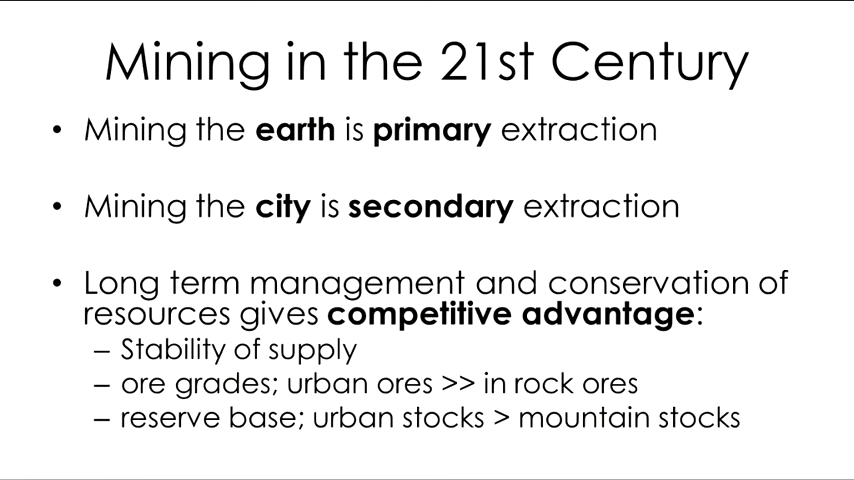 Mining in the 21st Century
• Mining the earth is primary extraction
• Mining the city is secondary extraction
• Long term management and conservation of
resources gives competitive advantage:
– Stability of supply
– ore grades; urban ores >> in rock ores
– reserve base; urban stocks > mountain stocks